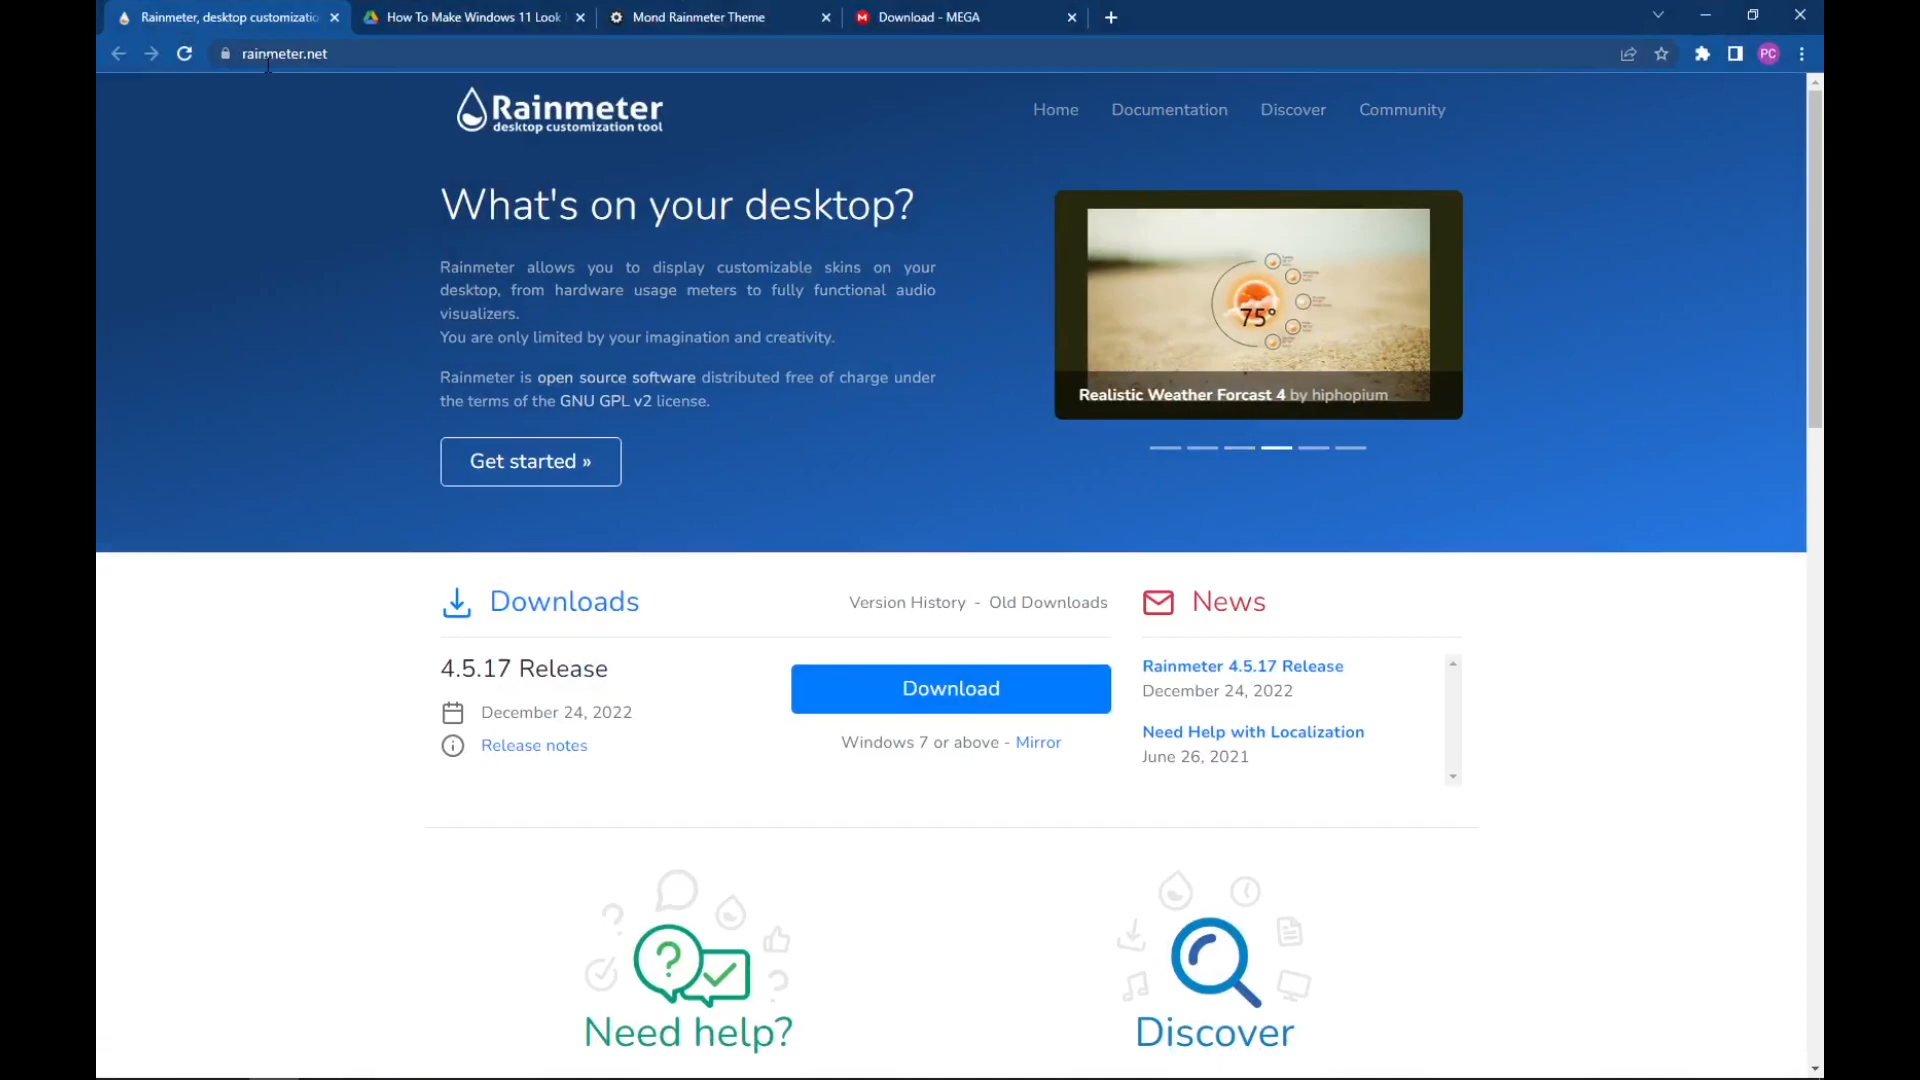 Rainmeter, desktop customizatio
How To Make Windows 11 Look
Mond Rainmeter Theme
Download - MEGA
rainmeter.net
PC
Rainmeter
desktop customization tool
Home
Documentation
Discover
Community
What's on your desktop?
Rainmeter allows you to display customizable skins on your
desktop, from hardware usage meters to fully functional audio
visualizers.
You are only limited by your imagination and creativity.
Rainmeter is open source software distributed free of charge under
the terms of the GNU GPL v2 license.
Get started »
75°
Realistic Weather Forcast 4 by hiphopium
Downloads
Version History - Old Downloads
4.5.17 Release
December 24, 2022
Release notes
Download
Windows 7 or above - Mirror
News
Rainmeter 4.5.17 Release
December 24, 2022
Need Help with Localization
June 26, 2021
Need help?
Discover